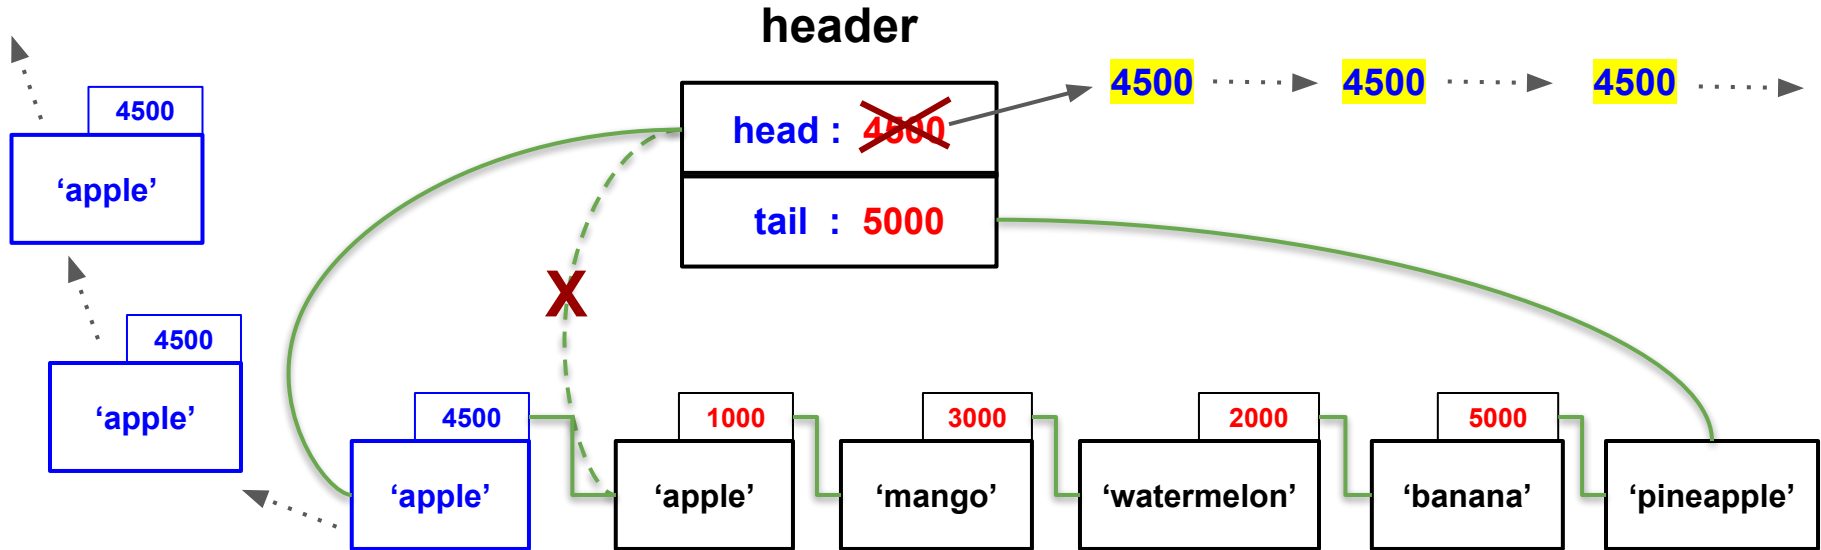 header
4500 4500 4500
head : 4500
tail : 5000
X
4500
‘apple’
4500
‘apple’
4500 1000 3000 2000 5000
‘apple’ ‘apple’ ‘mango’ ‘watermelon’ ‘banana’ ‘pineapple’